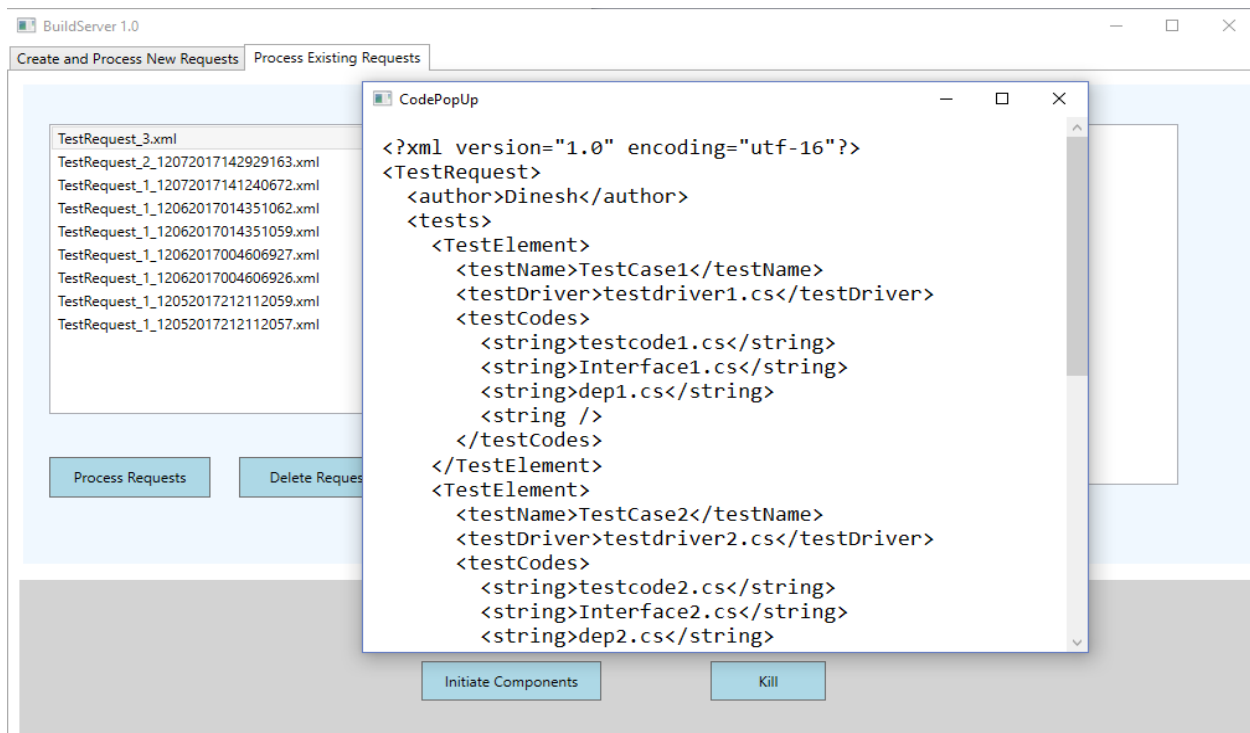 BuildServer 1.0
Create and Process New Requests
Process Existing Requests
TestRequest_3.xml
TestRequest_2_12072017142929163.xml
TestRequest_1_12072017141240672.xml
TestRequest_1_12062017014351062.xml
TestRequest_1_12062017014351059.xml
TestRequest_1_12062017004606927.xml
TestRequest_1_12062017004606926.xml
TestRequest_1_12052017212112059.xml
TestRequest_1_12052017212112057.xml
Process Requests
Delete Reques
CodePopUp
<?xml version="1.0" encoding="utf-16"?>
<TestRequest>
  <author>Dinesh</author>
  <tests>
    <TestElement>
      <testName>TestCase1</testName>
      <testDriver>testdriver1.cs</testDriver>
      <testCodes>
        <string>testcode1.cs</string>
        <string>Interface1.cs</string>
        <string>dep1.cs</string>
        <string />
      </testCodes>
    </TestElement>
    <TestElement>
      <testName>TestCase2</testName>
      <testDriver>testdriver2.cs</testDriver>
      <testCodes>
        <string>testcode2.cs</string>
        <string>Interface2.cs</string>
        <string>dep2.cs</string>
Initiate Components
Kill